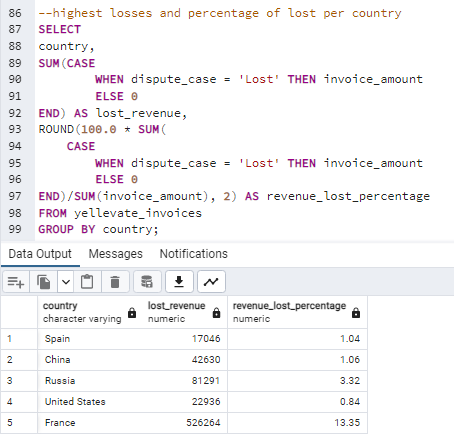 86 --highest losses and percentage of lost per country
87 SELECT
88 country,
89 SUM(CASE
90 WHEN dispute_case = 'Lost' THEN invoice_amount
91 ELSE 0
92 END) AS lost_revenue,
93 ROUND(100.0 * SUM(
94 CASE
95 WHEN dispute_case = 'Lost' THEN invoice_amount
96 ELSE 0
97 END)/SUM(invoice_amount), 2) AS revenue_lost_percentage
98 FROM yellevate_invoices
99 GROUP BY country;
Data Output Messages Notifications
country lost_revenue revenue_lost_percentage
character varying numeric numeric
1 Spain 17046 1.04
2 China 42630 1.06
3 Russia 81291 3.32
4 United States 22936 0.84
5 France 526264 13.35